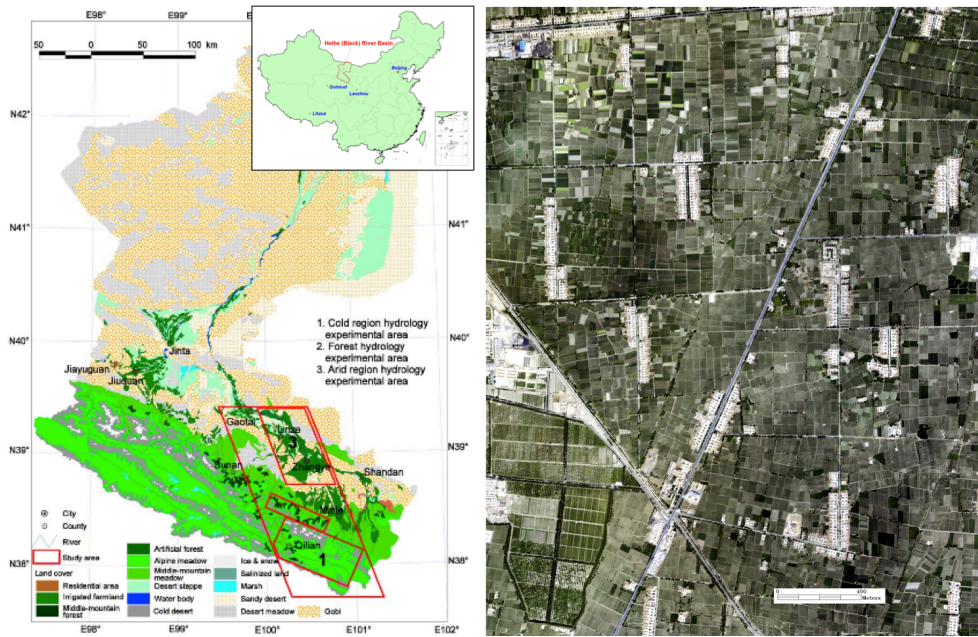 E98° E99° E100°
50 0 50 100 km
Heihe (Black) River Basin
Beijing
Golmud
Lanzhou
Lhasa
N42°
N41°
N41°
1. Cold region hydrology
experimental area
2. Forest hydrology
experimental area
3. Arid region hydrology
experimental area
N40°
N40°
Jinta
Jiayuguan
Jiuquan
Gaotai
Linze
3
N39°
N39°
Zhangye
Sunan
Shandan
Minle
Qilian
1
N38°
N38°
City
County
River
Study area
Land cover
Residential area
Irrigated farmland
Middle-mountain
forest
Artificial forest
Alpine meadow
Middle-mountain
meadow
Desert steppe
Water body
Cold desert
Ice & snow
Salinized land
Marsh
Sandy desert
Desert meadow
Gobi
E98° E99° E100° E101° E102°
0 400
Meters